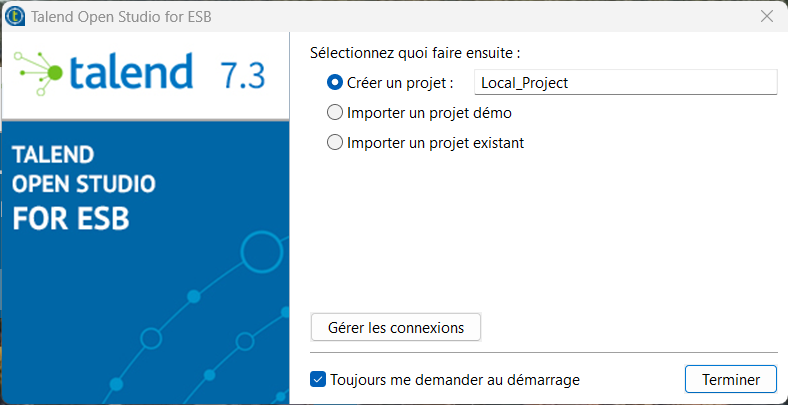 Talend Open Studio for ESB
talend 7.3
TALEND
OPEN STUDIO
FOR ESB
Sélectionnez quoi faire ensuite :
Créer un projet : Local_Project
Importer un projet démo
Importer un projet existant
Gérer les connexions
Toujours me demander au démarrage
Terminer